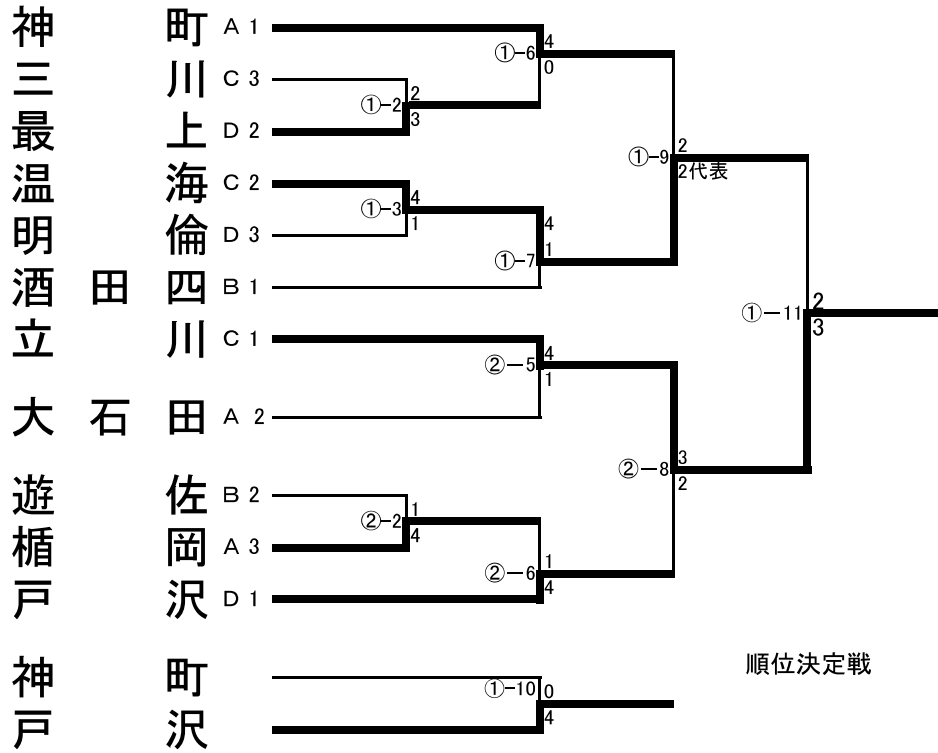 神町 A 1
4
①-6
0
三川 C 3
2
①-2
3
最上 D 2
2
①-9
2代表
温海 C 2
4
①-3
1
明倫 D 3
4
1
①-7
酒田四 B 1
2
①-11
3
立川 C 1
4
②-5
1
大石田 A 2
3
②-8
2
遊佐 B 2
1
②-2
4
楯岡 A 3
1
②-6
4
戸沢 D 1
順位決定戦
神町
①-10 0
4
戸沢